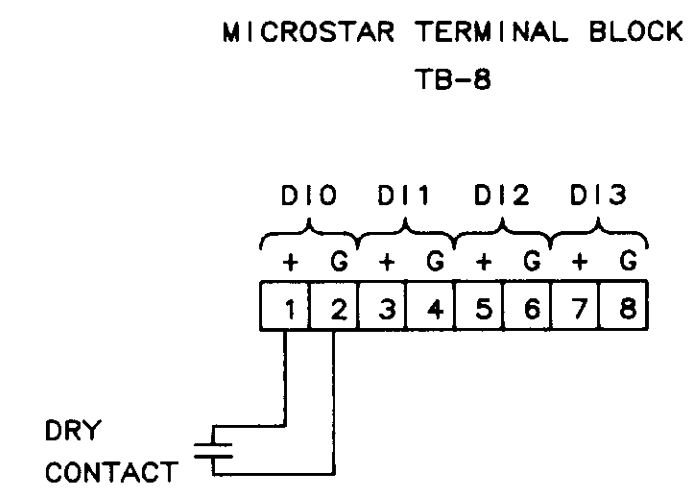 MICROSTAR TERMINAL BLOCK
TB-8
DI0 DI1 DI2 DI3
+ G + G + G + G
1 2 3 4 5 6 7 8
DRY
CONTACT